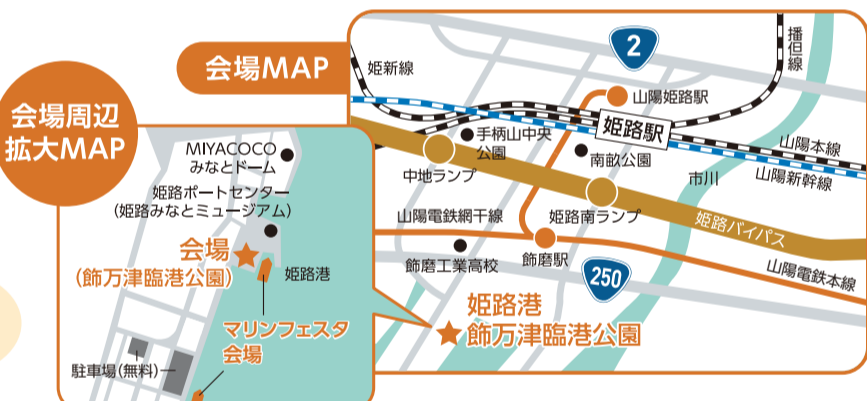 会場MAP
会場周辺
拡大MAP
2
播但線
姫新線
山陽姫路駅
姫路駅
手柄山中央
公園
南畝公園
山陽本線
山陽新幹線
中地ランプ
市川
姫路南ランプ
姫路バイパス
山陽電鉄網干線
飾磨工業高校
飾磨駅
250
山陽電鉄本線
姫路港
飾万津臨港公園
MIYACOCO
みなとドーム
姫路ポートセンター
(姫路みなとミュージアム)
会場
(飾万津臨港公園)
姫路港
マリンフェスタ
会場
駐車場(無料)